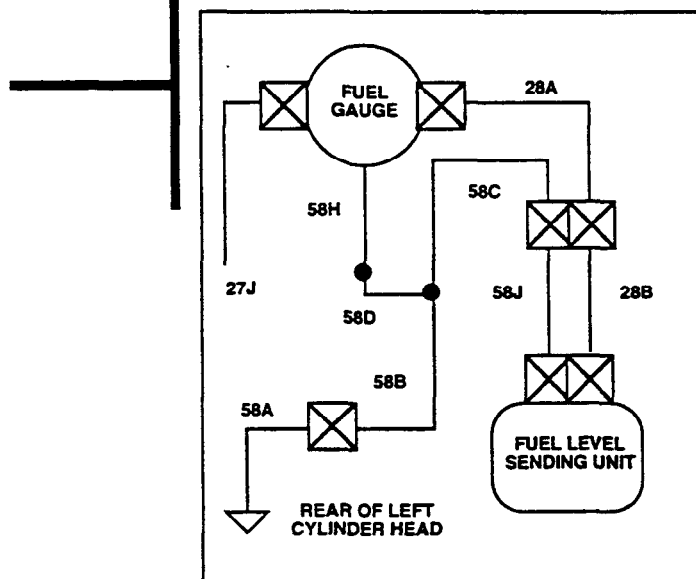 FUEL
GAUGE
28A
58H
58C
27J
58D
58J
28B
58B
58A
FUEL LEVEL
SENDING UNIT
REAR OF LEFT
CYLINDER HEAD